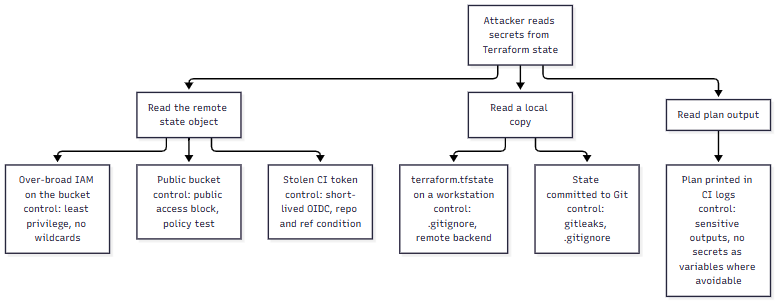 Attacker reads
secrets from
Terraform state
Read the remote
state object
Read a local
copy
Read plan output
Over-broad IAM
on the bucket
control: least
privilege, no
wildcards
Public bucket
control: public
access block,
policy test
Stolen CI token
control: short-
lived OIDC, repo
and ref condition
terraform.tfstate
on a workstation
control:
.gitignore,
remote backend
State
committed to Git
control:
gitleaks,
.gitignore
Plan printed in
CI logs
control:
sensitive
outputs, no
secrets as
variables where
avoidable